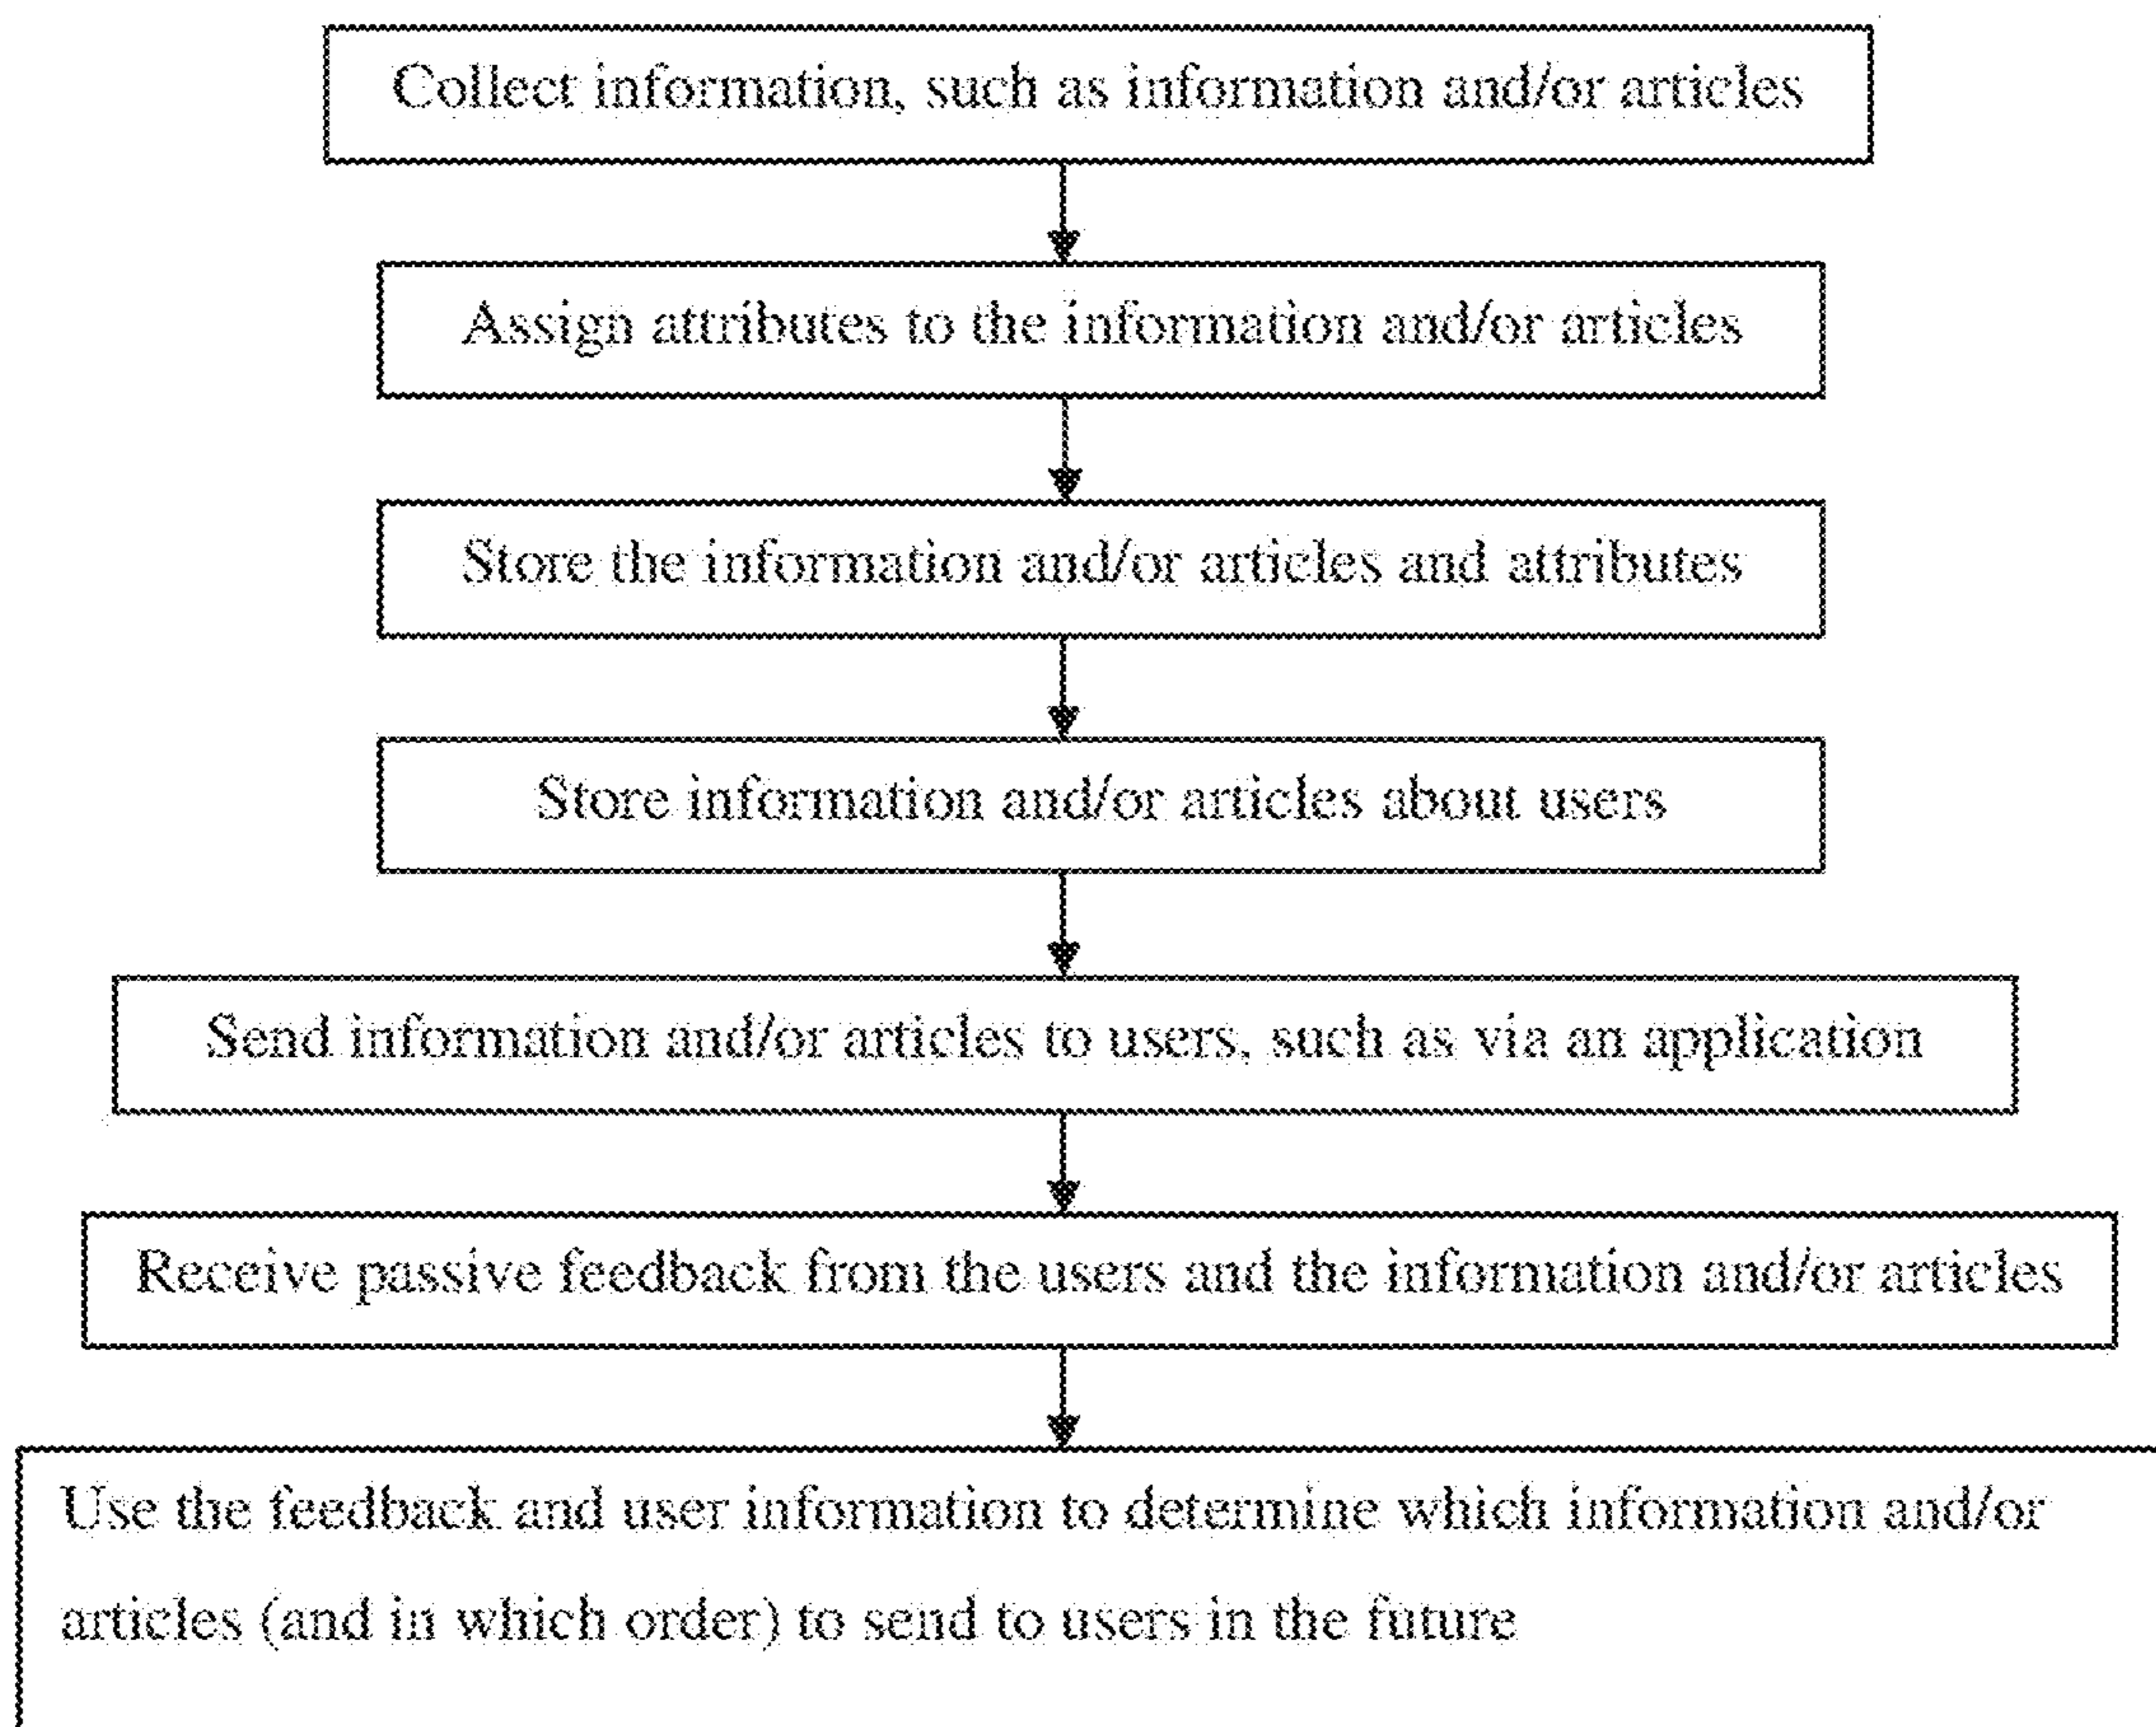 Collect information, such as information and/or articles
Assign attributes to the information and/or articles
Store the information and/or articles and attributes
Store information and/or articles about users
Send information and/or articles to users, such as via an application
Receive passive feedback from the users and the information and/or articles
Use the feedback and user information to determine which information and/or
articles (and in which order) to send to users in the future